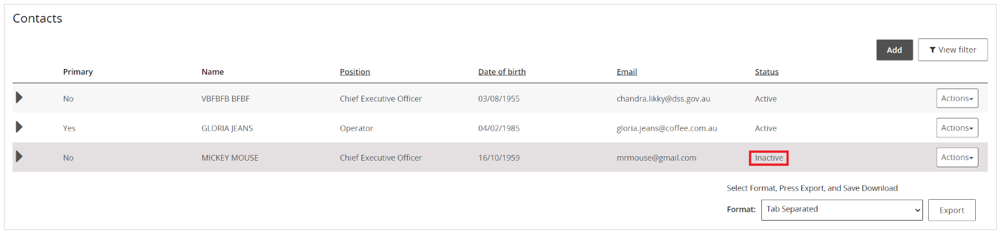 Contacts
Add View filter
Primary Name Position Date of birth Email Status
No VBFBFB BFBF Chief Executive Officer 03/08/1955 chandra.likky@dss.gov.au Active Actions
Yes GLORIA JEANS Operator 04/02/1985 gloria.jeans@coffee.com.au Active Actions
No MICKEY MOUSE Chief Executive Officer 16/10/1959 mrmouse@gmail.com Inactive Actions
Select Format, Press Export, and Save Download
Format: Tab Separated Export